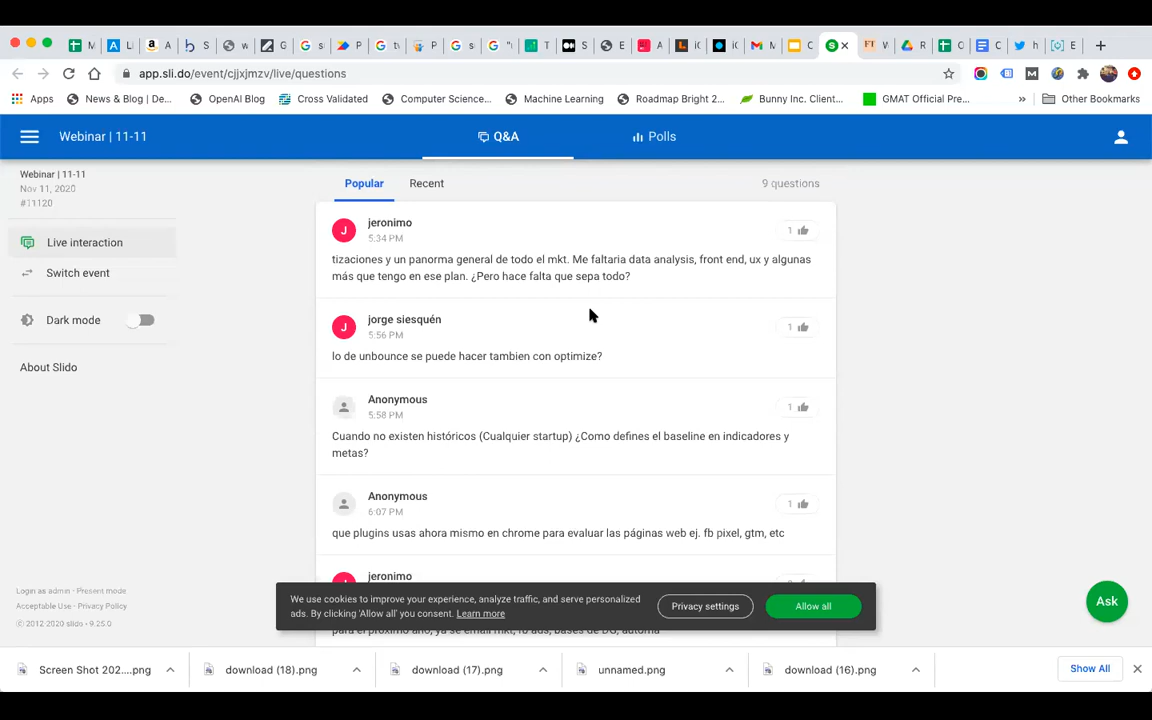 M
Li
a A
S
w
G
s
P
tv
P
s
"
T
S
E
A
iC
iC
M
C
FT W
R
C
C
h
E
app.sli.do/event/cjjxjmzv/live/questions
Apps
News & Blog | De...
OpenAI Blog
Cross Validated
Computer Science...
Machine Learning
Roadmap Bright 2...
Bunny Inc. Client...
GMAT Official Pre...
»
Other Bookmarks
Webinar | 11-11
Q&A
Polls
Webinar | 11-11
Nov 11, 2020
#11120
Live interaction
Switch event
Dark mode
About Slido
Popular
Recent
9 questions
J
jeronimo
5:34 PM
1
tizaciones y un panorma general de todo el mkt. Me faltaria data analysis, front end, ux y algunas
más que tengo en ese plan. ¿Pero hace falta que sepa todo?
J
jorge siesquén
5:56 PM
1
lo de unbounce se puede hacer tambien con optimize?
Anonymous
5:58 PM
1
Cuando no existen históricos (Cualquier startup) ¿Como defines el baseline en indicadores y
metas?
Anonymous
6:07 PM
1
que plugins usas ahora mismo en chrome para evaluar las páginas web ej. fb pixel, gtm, etc
jeronimo
We use cookies to improve your experience, analyze traffic, and serve personalized
ads. By clicking 'Allow all' you consent. Learn more
Privacy settings
Allow all
Login as admin - Present mode
Acceptable Use - Privacy Policy
© 2012-2020 slido - 9.25.0
Ask
Screen Shot 202....png
download (18).png
download (17).png
unnamed.png
download (16).png
Show All